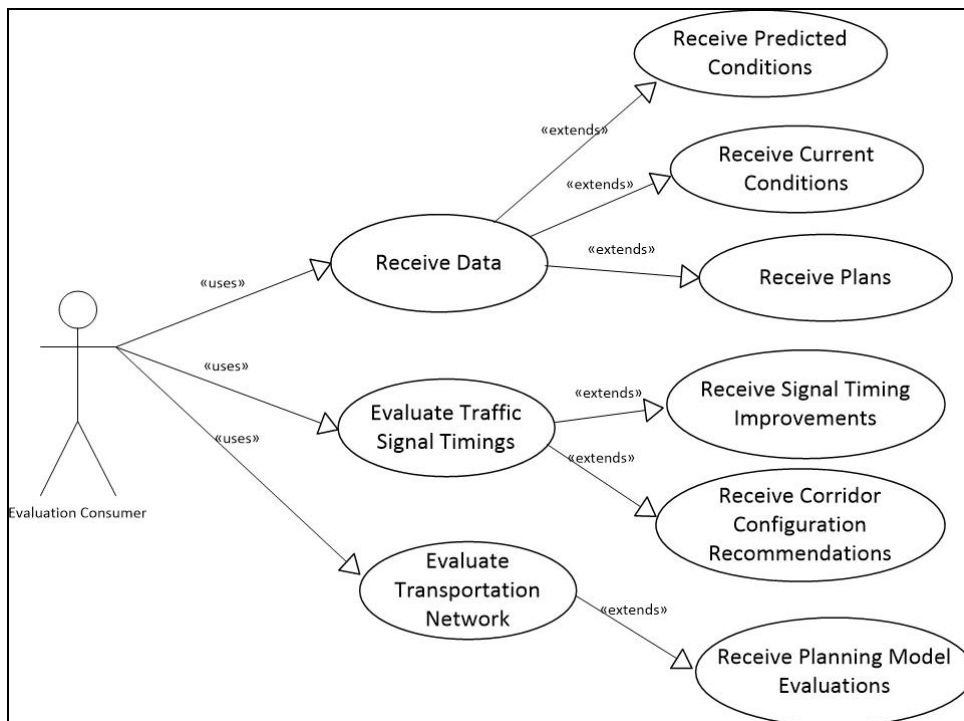 Receive Predicted
Conditions
«extends»
Receive Current
Conditions
«extends»
Receive Data
«extends»
Receive Plans
«uses»
«uses»
Evaluate Traffic
Signal Timings
«extends»
Receive Signal Timing
Improvements
«uses»
«extends»
Receive Corridor
Configuration
Recommendations
Evaluation Consumer
Evaluate
Transportation
Network
«extends»
Receive Planning Model
Evaluations